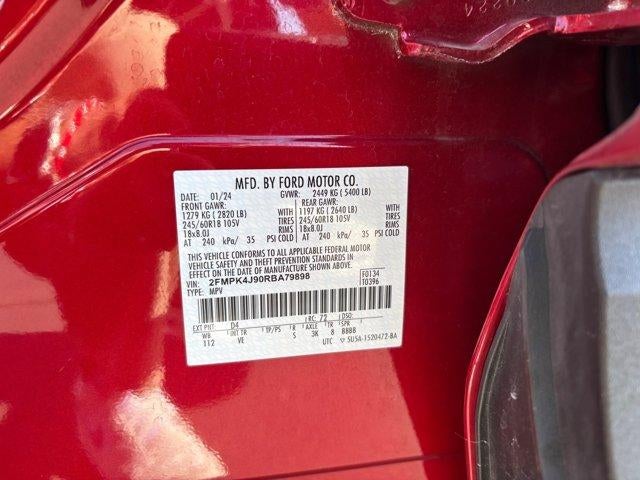 MFD. BY FORD MOTOR CO.
DATE: 01/24 GVWR: 2449 KG ( 5400 LB)
FRONT GAWR: REAR GAWR:
1279 KG ( 2820 LB) WITH 1197 KG ( 2640 LB) WITH
245/60R18 105V TIRES 245/60R18 105V TIRES
18x8.0J RIMS 18x8.0J RIMS
AT 240 kPa/ 35 PSI COLD AT 240 kPa/ 35 PSI COLD
THIS VEHICLE CONFORMS TO ALL APPLICABLE FEDERAL MOTOR
VEHICLE SAFETY AND THEFT PREVENTION STANDARDS IN
EFFECT ON THE DATE OF MANUFACTURE SHOWN ABOVE.
VIN: 2FMPK4J90RBA79898 F0134
TYPE: MPV T0396
EXT PNT: D4 RC: 72 DSO:
WB INT TR TP/PS R AXLE TR SPR
112 VE S 3K 8 BBBB
UTC 5U5A-1520472-BA